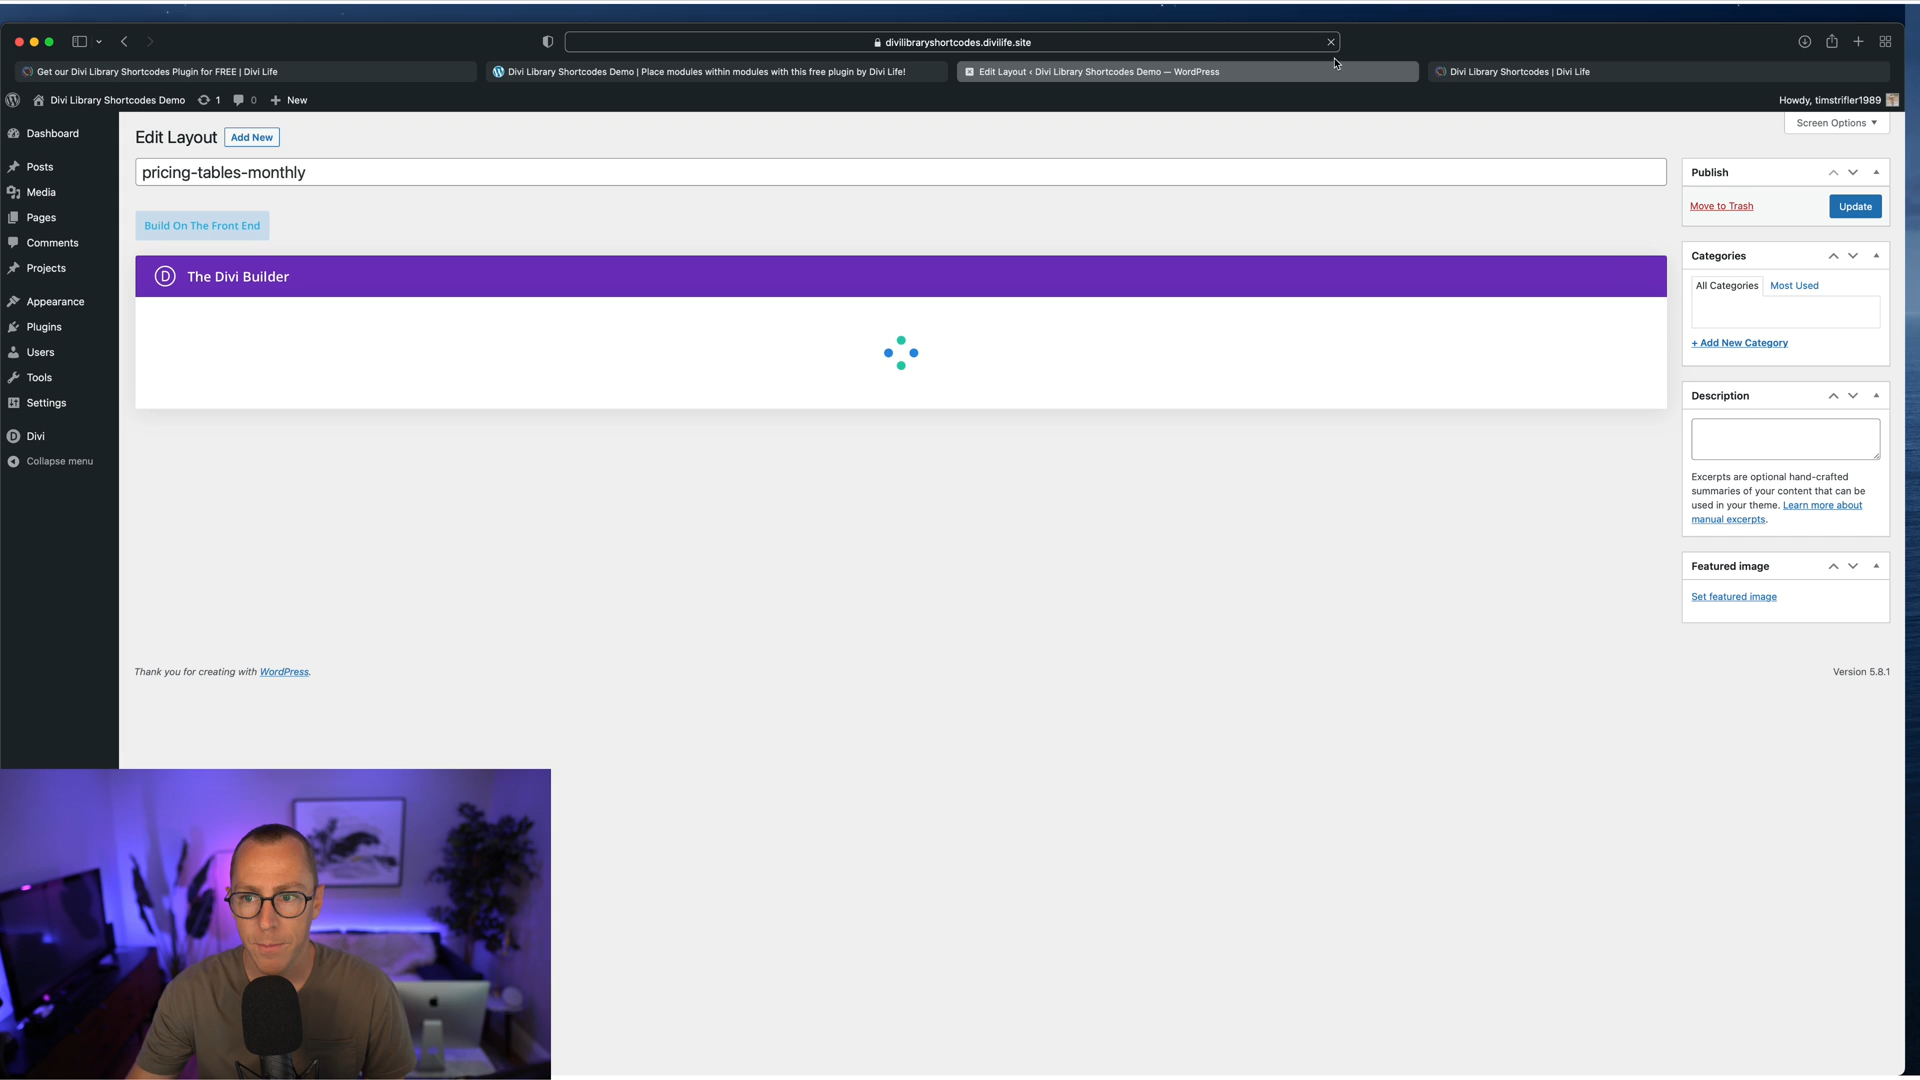 divilibraryshortcodes.divilife.site
Get our Divi Library Shortcodes Plugin for FREE | Divi Life
Divi Library Shortcodes Demo | Place modules within modules with this free plugin by Divi Life!
Edit Layout ‹ Divi Library Shortcodes Demo — WordPress
Divi Library Shortcodes | Divi Life
Divi Library Shortcodes Demo
1
0
New
Howdy, timstrifler1989
Dashboard
Posts
Media
Pages
Comments
Projects
Appearance
Plugins
Users
Tools
Settings
Divi
Collapse menu
Edit Layout
Add New
Screen Options
pricing-tables-monthly
Build On The Front End
D The Divi Builder
Publish
Move to Trash
Update
Categories
All Categories
Most Used
+ Add New Category
Description
Excerpts are optional hand-crafted
summaries of your content that can be
used in your theme. Learn more about
manual excerpts.
Featured image
Set featured image
Thank you for creating with WordPress.
Version 5.8.1